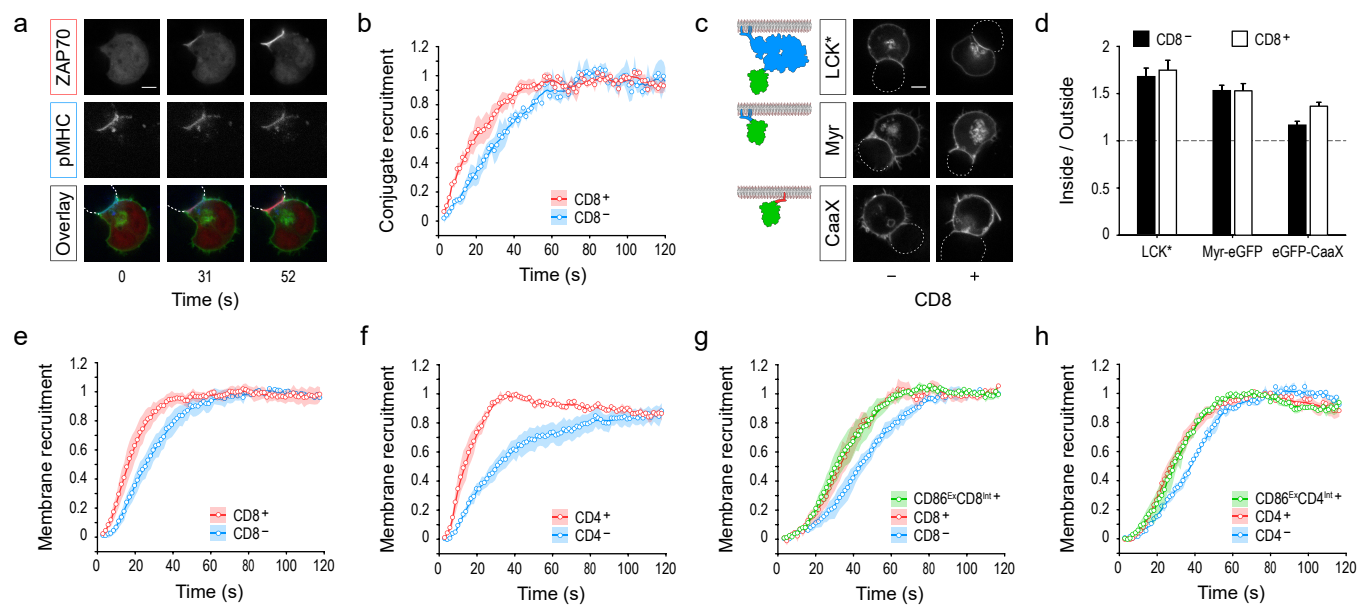 a
ZAP70
pMHC
Overlay
0 31 52
Time (s)
b
Conjugate recruitment
1.2
1
0.8
0.6
0.4
0.2
0
CD8+
CD8−
0 20 40 60 80 100 120
Time (s)
c
LCK*
Myr
CaaX
− +
CD8
d
CD8− CD8+
Inside / Outside
2
1.5
1
0.5
0
LCK* Myr-eGFP eGFP-CaaX
e
Membrane recruitment
1.2
1
0.8
0.6
0.4
0.2
0
CD8+
CD8−
0 20 40 60 80 100 120
Time (s)
f
Membrane recruitment
1.2
1
0.8
0.6
0.4
0.2
0
CD4+
CD4−
0 20 40 60 80 100 120
Time (s)
g
Membrane recruitment
1.2
1
0.8
0.6
0.4
0.2
0
CD86ExCD8Int+
CD8+
CD8−
0 20 40 60 80 100 120
Time (s)
h
Membrane recruitment
1.2
1
0.8
0.6
0.4
0.2
0
CD86ExCD4Int+
CD4+
CD4−
0 20 40 60 80 100 120
Time (s)